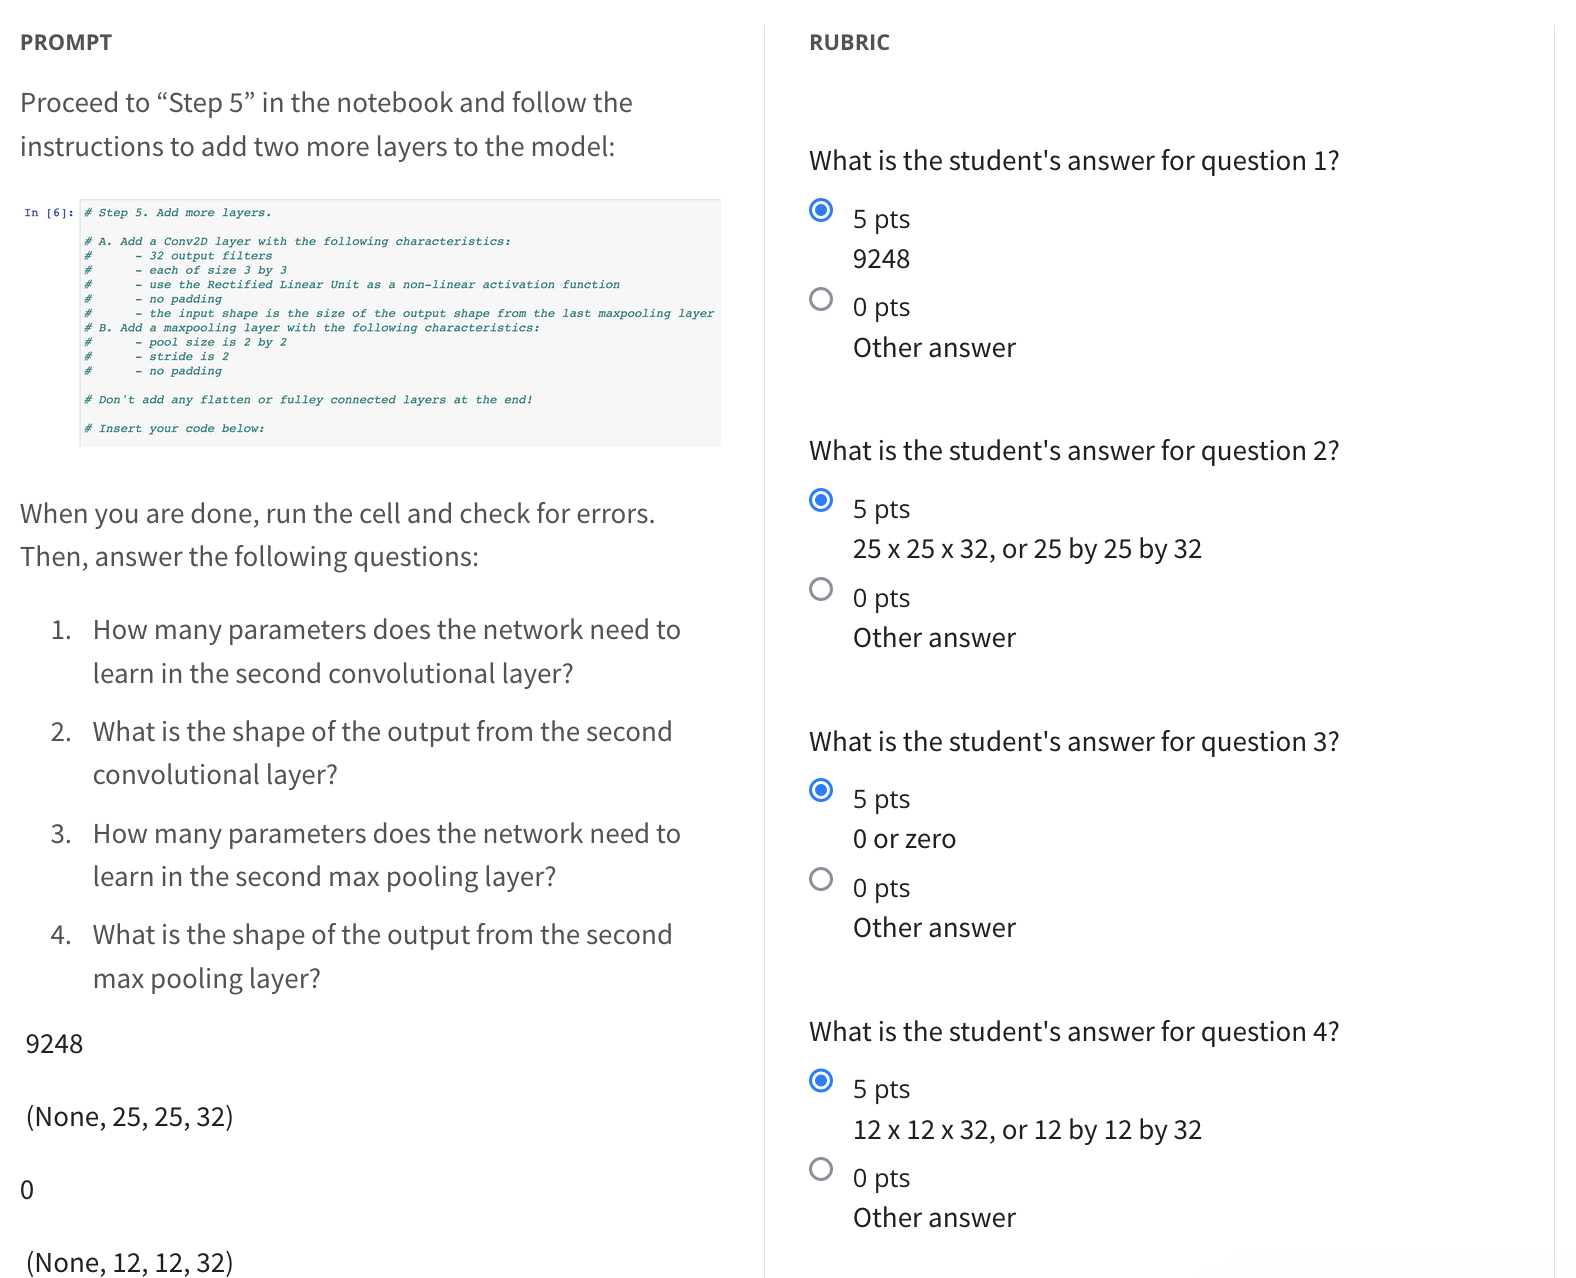 PROMPT
Proceed to “Step 5” in the notebook and follow the
instructions to add two more layers to the model:
In [6]: # Step 5. Add more layers.
# A. Add a Conv2D layer with the following characteristics:
#      - 32 output filters
#      - each of size 3 by 3
#      - use the Rectified Linear Unit as a non-linear activation function
#      - no padding
#      - the input shape is the size of the output shape from the last maxpooling layer
# B. Add a maxpooling layer with the following characteristics:
#      - pool size is 2 by 2
#      - stride is 2
#      - no padding
# Don't add any flatten or fulley connected layers at the end!
# Insert your code below:
When you are done, run the cell and check for errors.
Then, answer the following questions:
1. How many parameters does the network need to
learn in the second convolutional layer?
2. What is the shape of the output from the second
convolutional layer?
3. How many parameters does the network need to
learn in the second max pooling layer?
4. What is the shape of the output from the second
max pooling layer?
9248
(None, 25, 25, 32)
0
(None, 12, 12, 32)
RUBRIC
What is the student's answer for question 1?
5 pts
9248
0 pts
Other answer
What is the student's answer for question 2?
5 pts
25 x 25 x 32, or 25 by 25 by 32
0 pts
Other answer
What is the student's answer for question 3?
5 pts
0 or zero
0 pts
Other answer
What is the student's answer for question 4?
5 pts
12 x 12 x 32, or 12 by 12 by 32
0 pts
Other answer